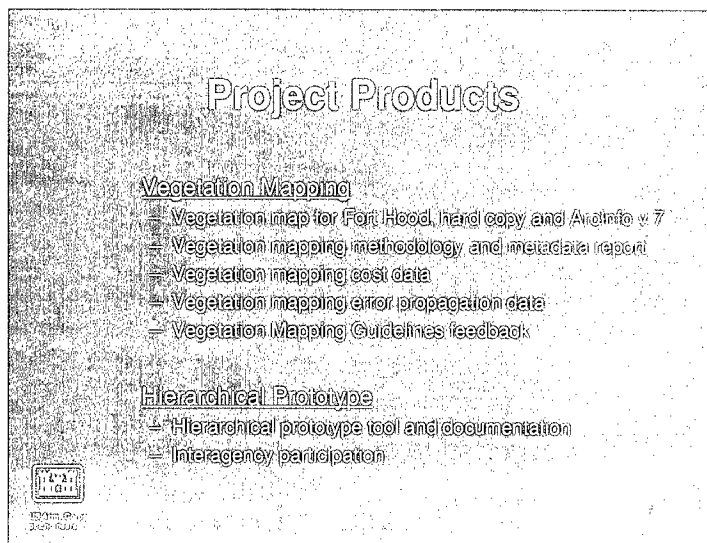 Project Products
Vegetation Mapping
– Vegetation map for Fort Hood, hard copy and ArcInfo v 7
– Vegetation mapping methodology and metadata report
– Vegetation mapping cost data
– Vegetation mapping error propagation data
– Vegetation Mapping Guidelines feedback
Hierarchical Prototype
– Hierarchical prototype tool and documentation
– Interagency participation